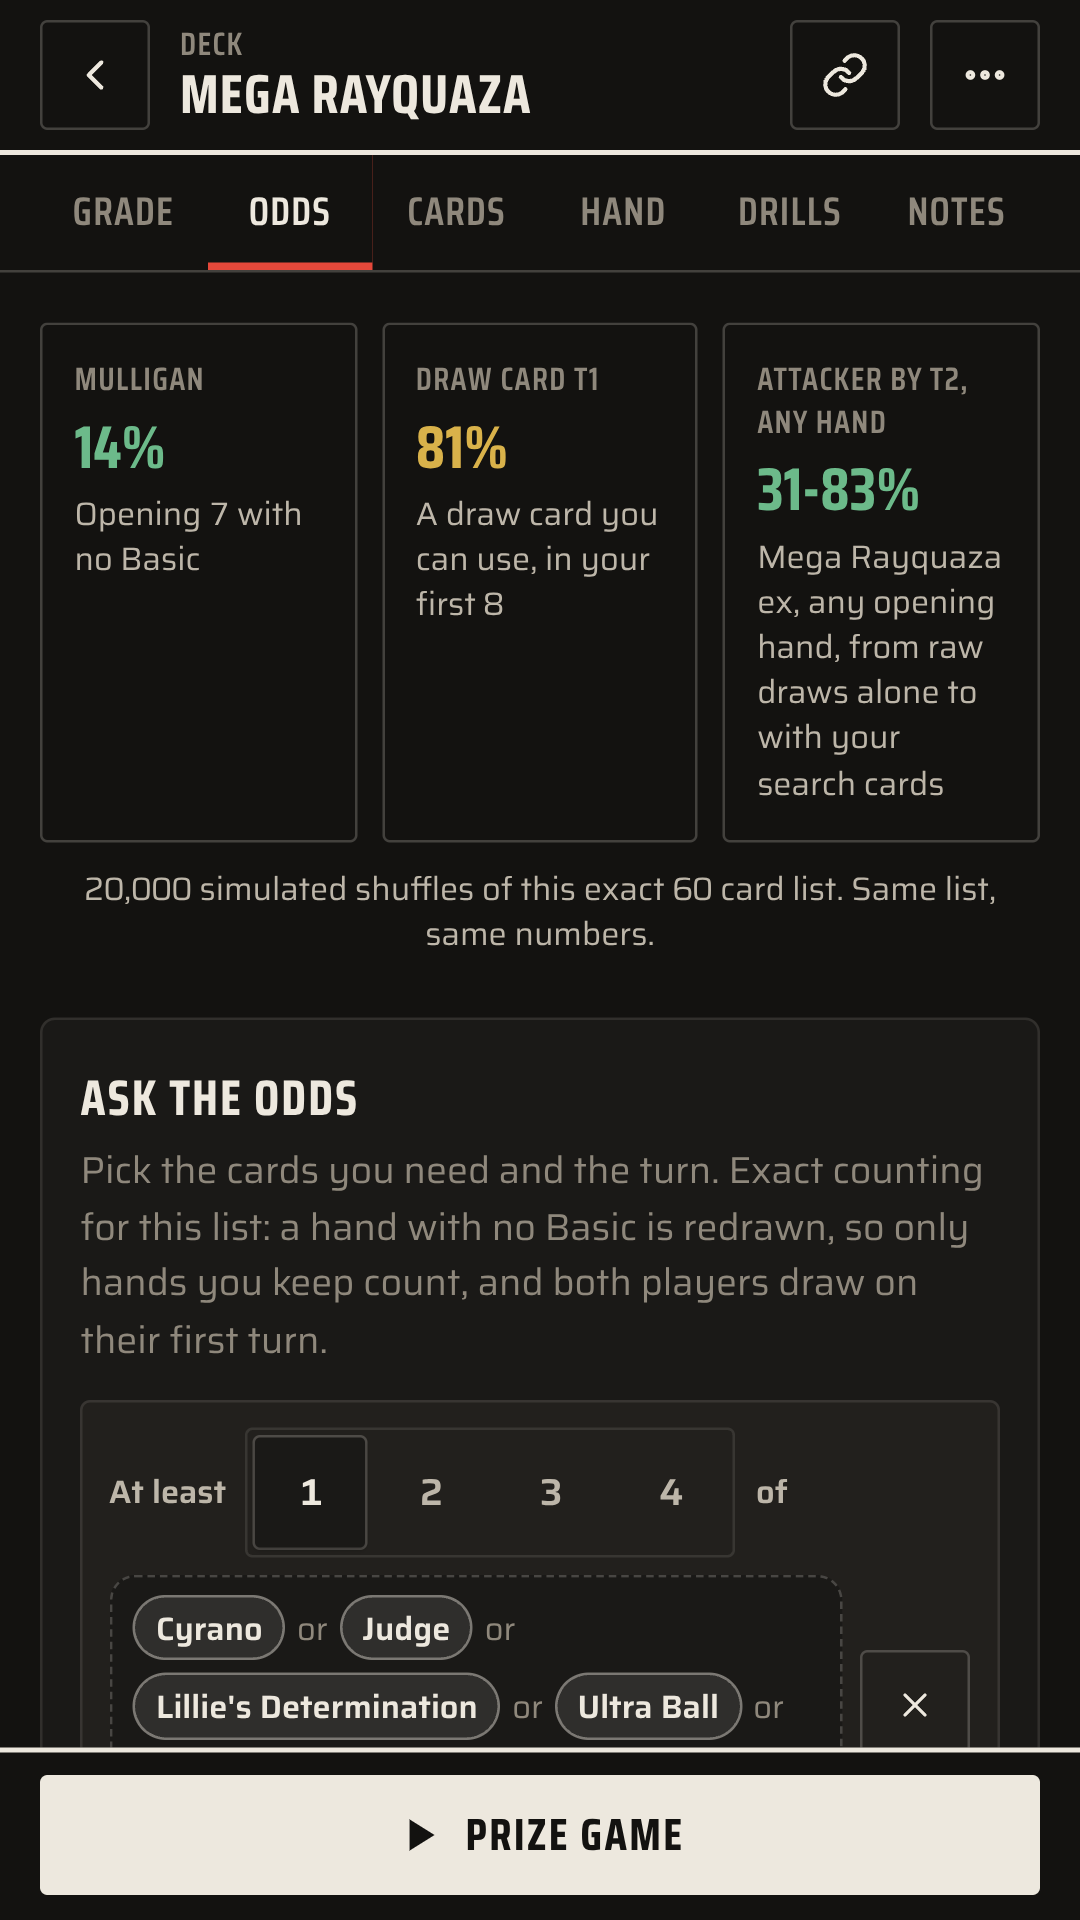 DECK
MEGA RAYQUAZA
GRADE ODDS CARDS HAND DRILLS NOTES
MULLIGAN
14%
Opening 7 with
no Basic
DRAW CARD T1
81%
A draw card you
can use, in your
first 8
ATTACKER BY T2,
ANY HAND
31-83%
Mega Rayquaza
ex, any opening
hand, from raw
draws alone to
with your
search cards
20,000 simulated shuffles of this exact 60 card list. Same list,
same numbers.
ASK THE ODDS
Pick the cards you need and the turn. Exact counting
for this list: a hand with no Basic is redrawn, so only
hands you keep count, and both players draw on
their first turn.
At least 1 2 3 4 of
Cyrano or Judge or
Lillie's Determination or Ultra Ball or
PRIZE GAME